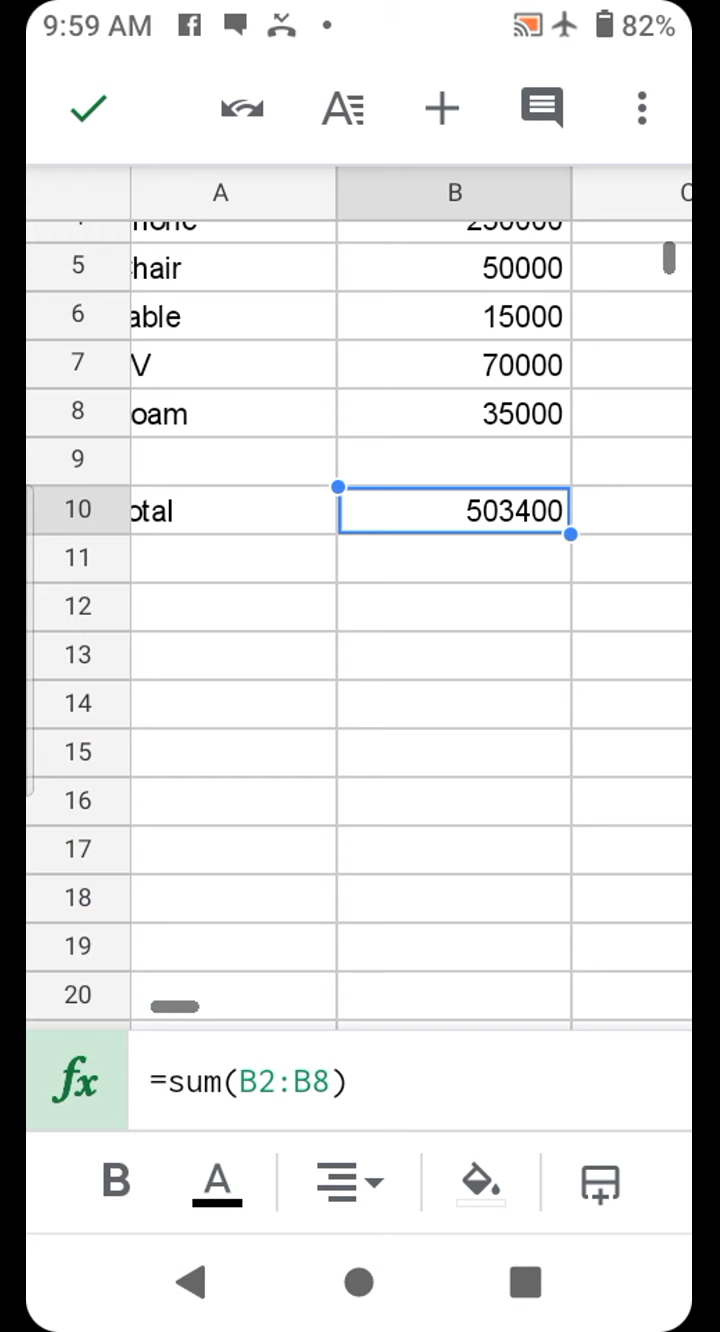 9:59 AM 82%
A B C
5 hair 50000
6 able 15000
7 V 70000
8 oam 35000
9
10 otal 503400
11
12
13
14
15
16
17
18
19
20
fx =sum(B2:B8)
B A